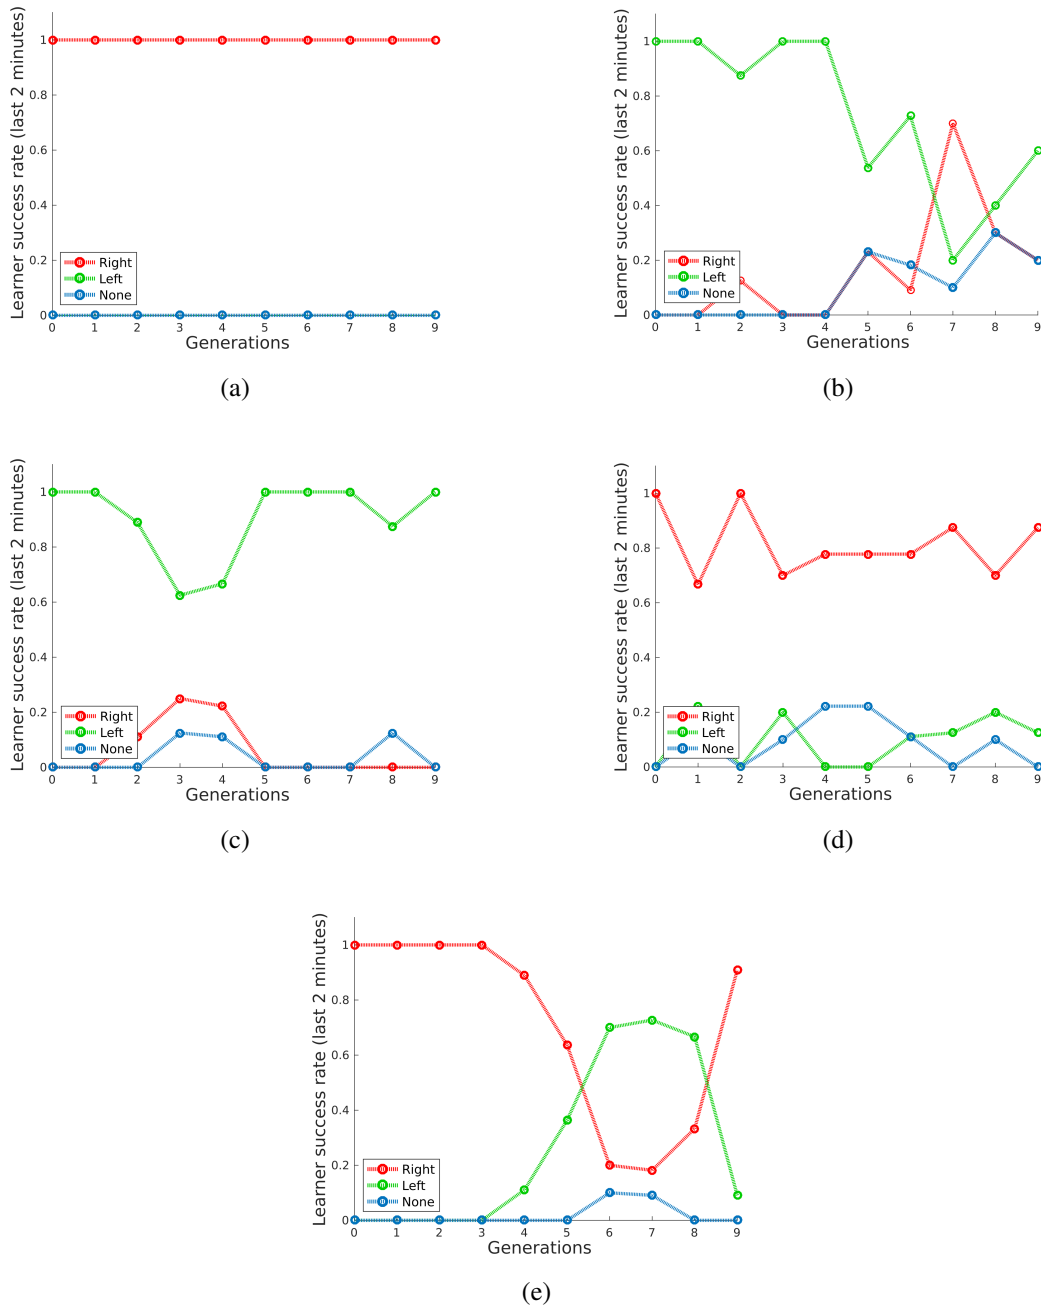 Learner success rate (last 2 minutes)
1
0.8
0.6
0.4
0.2
0
Right
Left
None
0 1 2 3 4 5 6 7 8 9
Generations
(a)
Learner success rate (last 2 minutes)
1
0.8
0.6
0.4
0.2
0
Right
Left
None
0 1 2 3 4 5 6 7 8 9
Generations
(b)
Learner success rate (last 2 minutes)
1
0.8
0.6
0.4
0.2
0
Right
Left
None
0 1 2 3 4 5 6 7 8 9
Generations
(c)
Learner success rate (last 2 minutes)
1
0.8
0.6
0.4
0.2
0
Right
Left
None
0 1 2 3 4 5 6 7 8 9
Generations
(d)
Learner success rate (last 2 minutes)
1
0.8
0.6
0.4
0.2
0
Right
Left
None
0 1 2 3 4 5 6 7 8 9
Generations
(e)